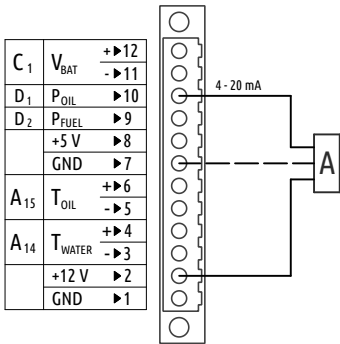 C1 VBAT +▶12
-▶11
D1 POIL ▶10
D2 PFUEL ▶9
+5 V ▶8
GND ▶7
A15 TOIL +▶6
-▶5
A14 TWATER +▶4
-▶3
+12 V ▶2
GND ▶1
4 - 20 mA
A